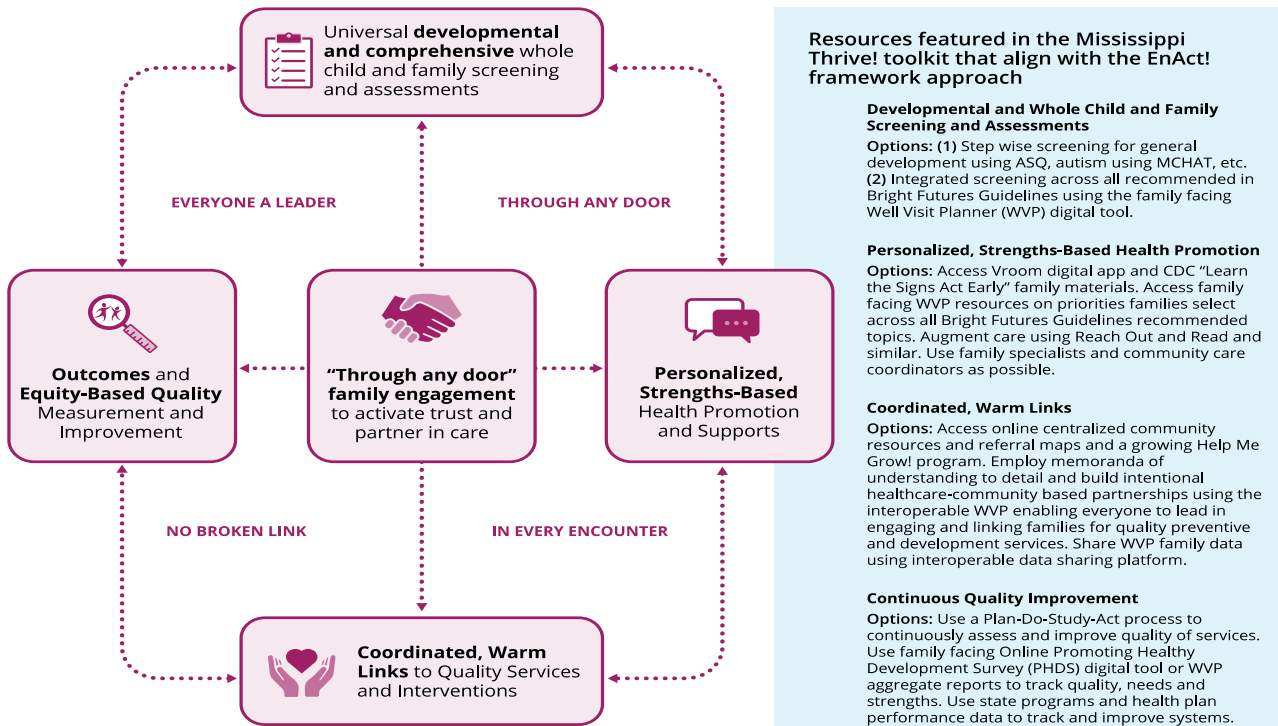 Universal developmental
and comprehensive whole
child and family screening
and assessments
EVERYONE A LEADER
THROUGH ANY DOOR
Outcomes and
Equity-Based Quality
Measurement and
Improvement
“Through any door”
family engagement
to activate trust and
partner in care
Personalized,
Strengths-Based
Health Promotion
and Supports
NO BROKEN LINK
IN EVERY ENCOUNTER
Coordinated, Warm
Links to Quality Services
and Interventions
Resources featured in the Mississippi
Thrive! toolkit that align with the EnAct!
framework approach
Developmental and Whole Child and Family
Screening and Assessments
Options: (1) Step wise screening for general
development using ASQ, autism using MCHAT, etc.
(2) Integrated screening across all recommended in
Bright Futures Guidelines using the family facing
Well Visit Planner (WVP) digital tool.
Personalized, Strengths-Based Health Promotion
Options: Access Vroom digital app and CDC “Learn
the Signs Act Early” family materials. Access family
facing WVP resources on priorities families select
across all Bright Futures Guidelines recommended
topics. Augment care using Reach Out and Read and
similar. Use family specialists and community care
coordinators as possible.
Coordinated, Warm Links
Options: Access online centralized community
resources and referral maps and a growing Help Me
Grow! program. Employ memoranda of
understanding to detail and build intentional
healthcare-community based partnerships using the
interoperable WVP enabling everyone to lead in
engaging and linking families for quality preventive
and development services. Share WVP family data
using interoperable data sharing platform.
Continuous Quality Improvement
Options: Use a Plan-Do-Study-Act process to
continuously assess and improve quality of services.
Use family facing Online Promoting Healthy
Development Survey (PHDS) digital tool or WVP
aggregate reports to track quality, needs and
strengths. Use state programs and health plan
performance data to track and improve systems.